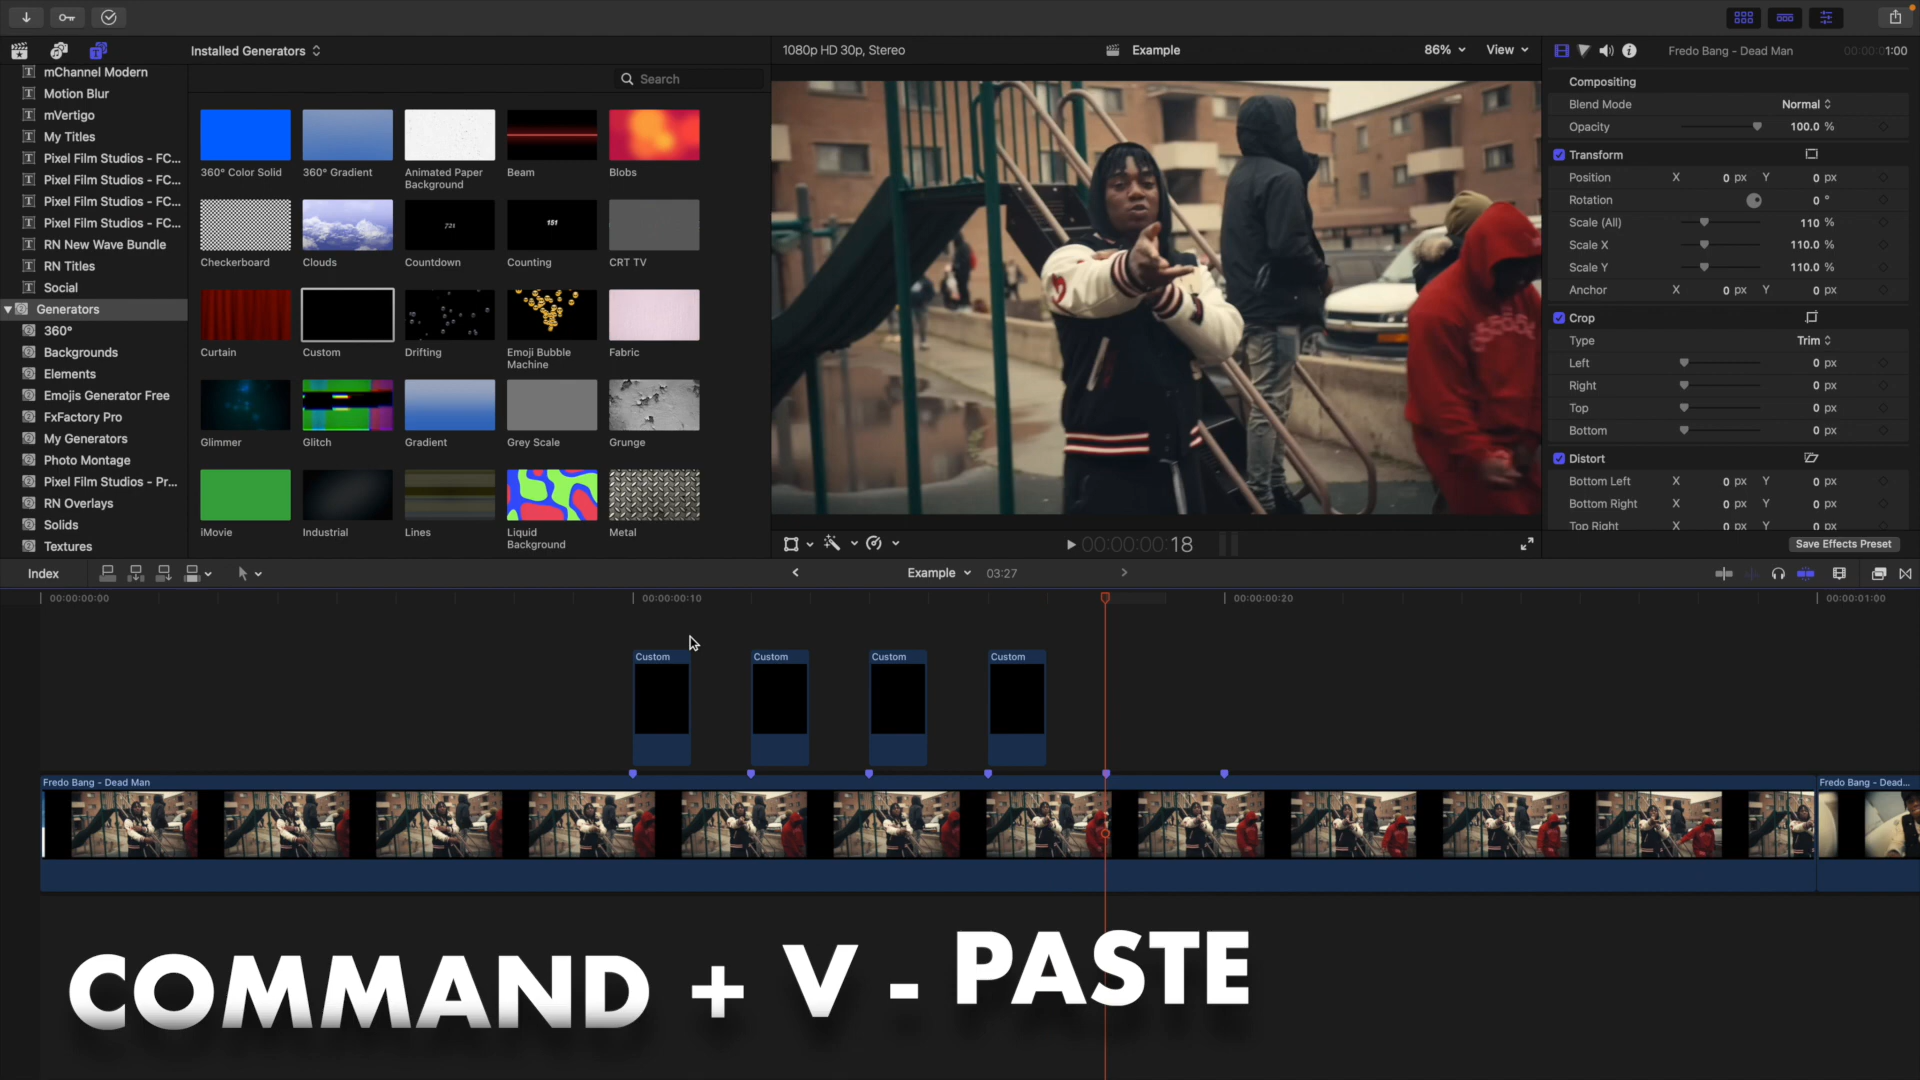 Installed Generators
1080p HD 30p, Stereo
Example
86%
View
Fredo Bang - Dead Man
00:00:01:00
mChannel Modern
Motion Blur
mVertigo
My Titles
Pixel Film Studios - FC...
Pixel Film Studios - FC...
Pixel Film Studios - FC...
Pixel Film Studios - FC...
RN New Wave Bundle
RN Titles
Social
Generators
360°
Backgrounds
Elements
Emojis Generator Free
FxFactory Pro
My Generators
Photo Montage
Pixel Film Studios - Pr...
RN Overlays
Solids
Textures
Search
360° Color Solid
360° Gradient
Animated Paper
Background
Beam
Blobs
721
151
Checkerboard
Clouds
Countdown
Counting
CRT TV
Curtain
Custom
Drifting
Emoji Bubble
Machine
Fabric
Glimmer
Glitch
Gradient
Grey Scale
Grunge
iMovie
Industrial
Lines
Liquid
Background
Metal
00:00:00:18
Compositing
Blend Mode Normal
Opacity 100.0 %
Transform
Position X 0 px Y 0 px
Rotation 0 °
Scale (All) 110 %
Scale X 110.0 %
Scale Y 110.0 %
Anchor X 0 px Y 0 px
Crop
Type Trim
Left 0 px
Right 0 px
Top 0 px
Bottom 0 px
Distort
Bottom Left X 0 px Y 0 px
Bottom Right X 0 px Y 0 px
Top Right X 0 px Y 0 px
Save Effects Preset
Index
Example 03:27
00:00:00:00
00:00:00:10
00:00:00:20
00:00:01:00
Custom
Custom
Custom
Custom
Fredo Bang - Dead Man
Fredo Bang - Dead...
COMMAND + V - PASTE